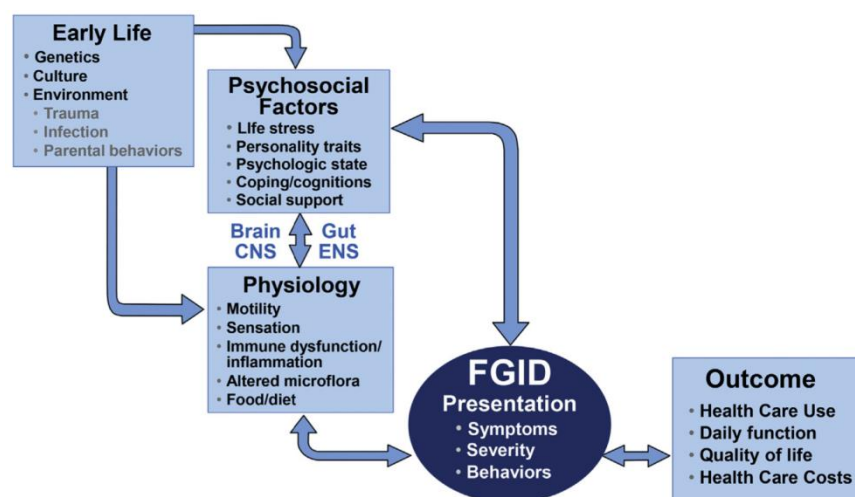 Early Life
• Genetics
• Culture
• Environment
• Trauma
• Infection
• Parental behaviors
Psychosocial
Factors
• LIfe stress
• Personality traits
• Psychologic state
• Coping/cognitions
• Social support
Brain Gut
CNS ENS
Physiology
• Motility
• Sensation
• Immune dysfunction/
inflammation
• Altered microflora
• Food/diet
FGID
Presentation
• Symptoms
• Severity
• Behaviors
Outcome
• Health Care Use
• Daily function
• Quality of life
• Health Care Costs